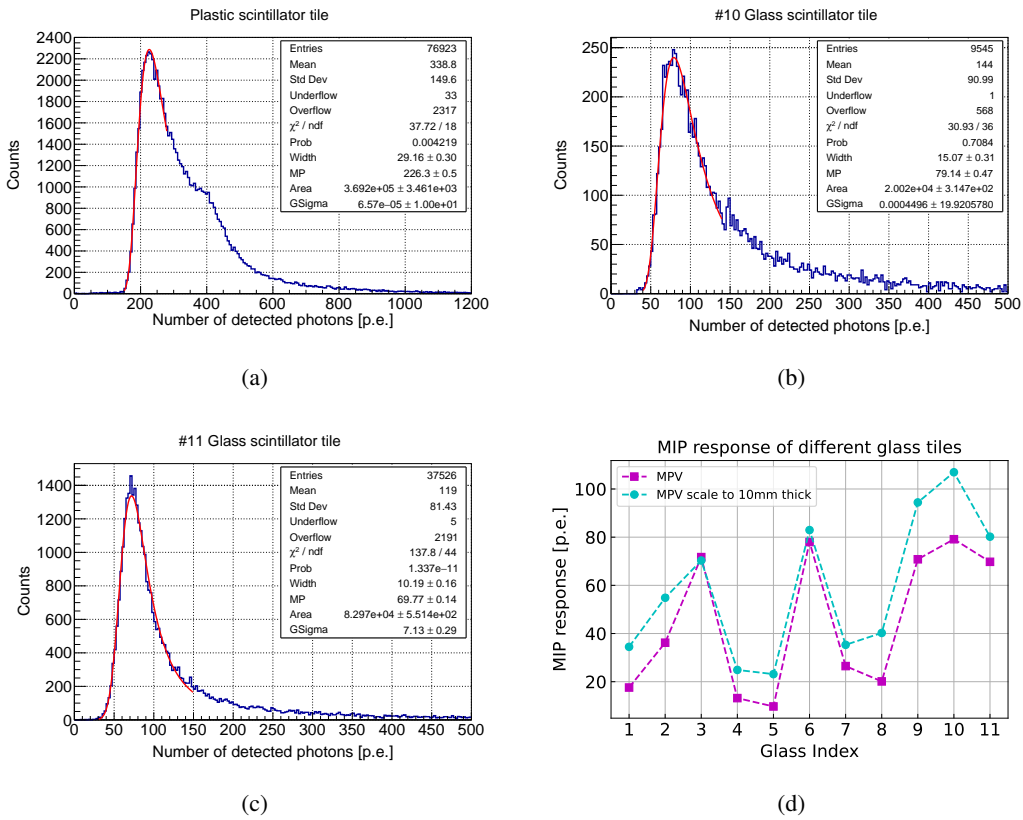 Plastic scintillator tile
2400
2200
2000
1800
1600
1400
1200
1000
800
600
400
200
0
Counts
0 200 400 600 800 1000 1200
Number of detected photons [p.e.]
Entries 76923
Mean 338.8
Std Dev 149.6
Underflow 33
Overflow 2317
χ² / ndf 37.72 / 18
Prob 0.004219
Width 29.16 ± 0.30
MP 226.3 ± 0.5
Area 3.692e+05 ± 3.461e+03
GSigma 6.57e−05 ± 1.00e+01
(a)
#10 Glass scintillator tile
250
200
150
100
50
0
Counts
0 50 100 150 200 250 300 350 400 450 500
Number of detected photons [p.e.]
Entries 9545
Mean 144
Std Dev 90.99
Underflow 1
Overflow 568
χ² / ndf 30.93 / 36
Prob 0.7084
Width 15.07 ± 0.31
MP 79.14 ± 0.47
Area 2.002e+04 ± 3.147e+02
GSigma 0.0004496 ± 19.9205780
(b)
#11 Glass scintillator tile
1400
1200
1000
800
600
400
200
0
Counts
0 50 100 150 200 250 300 350 400 450 500
Number of detected photons [p.e.]
Entries 37526
Mean 119
Std Dev 81.43
Underflow 5
Overflow 2191
χ² / ndf 137.8 / 44
Prob 1.337e−11
Width 10.19 ± 0.16
MP 69.77 ± 0.14
Area 8.297e+04 ± 5.514e+02
GSigma 7.13 ± 0.29
(c)
MIP response of different glass tiles
MPV
MPV scale to 10mm thick
100
80
60
40
20
MIP response [p.e.]
1 2 3 4 5 6 7 8 9 10 11
Glass Index
(d)